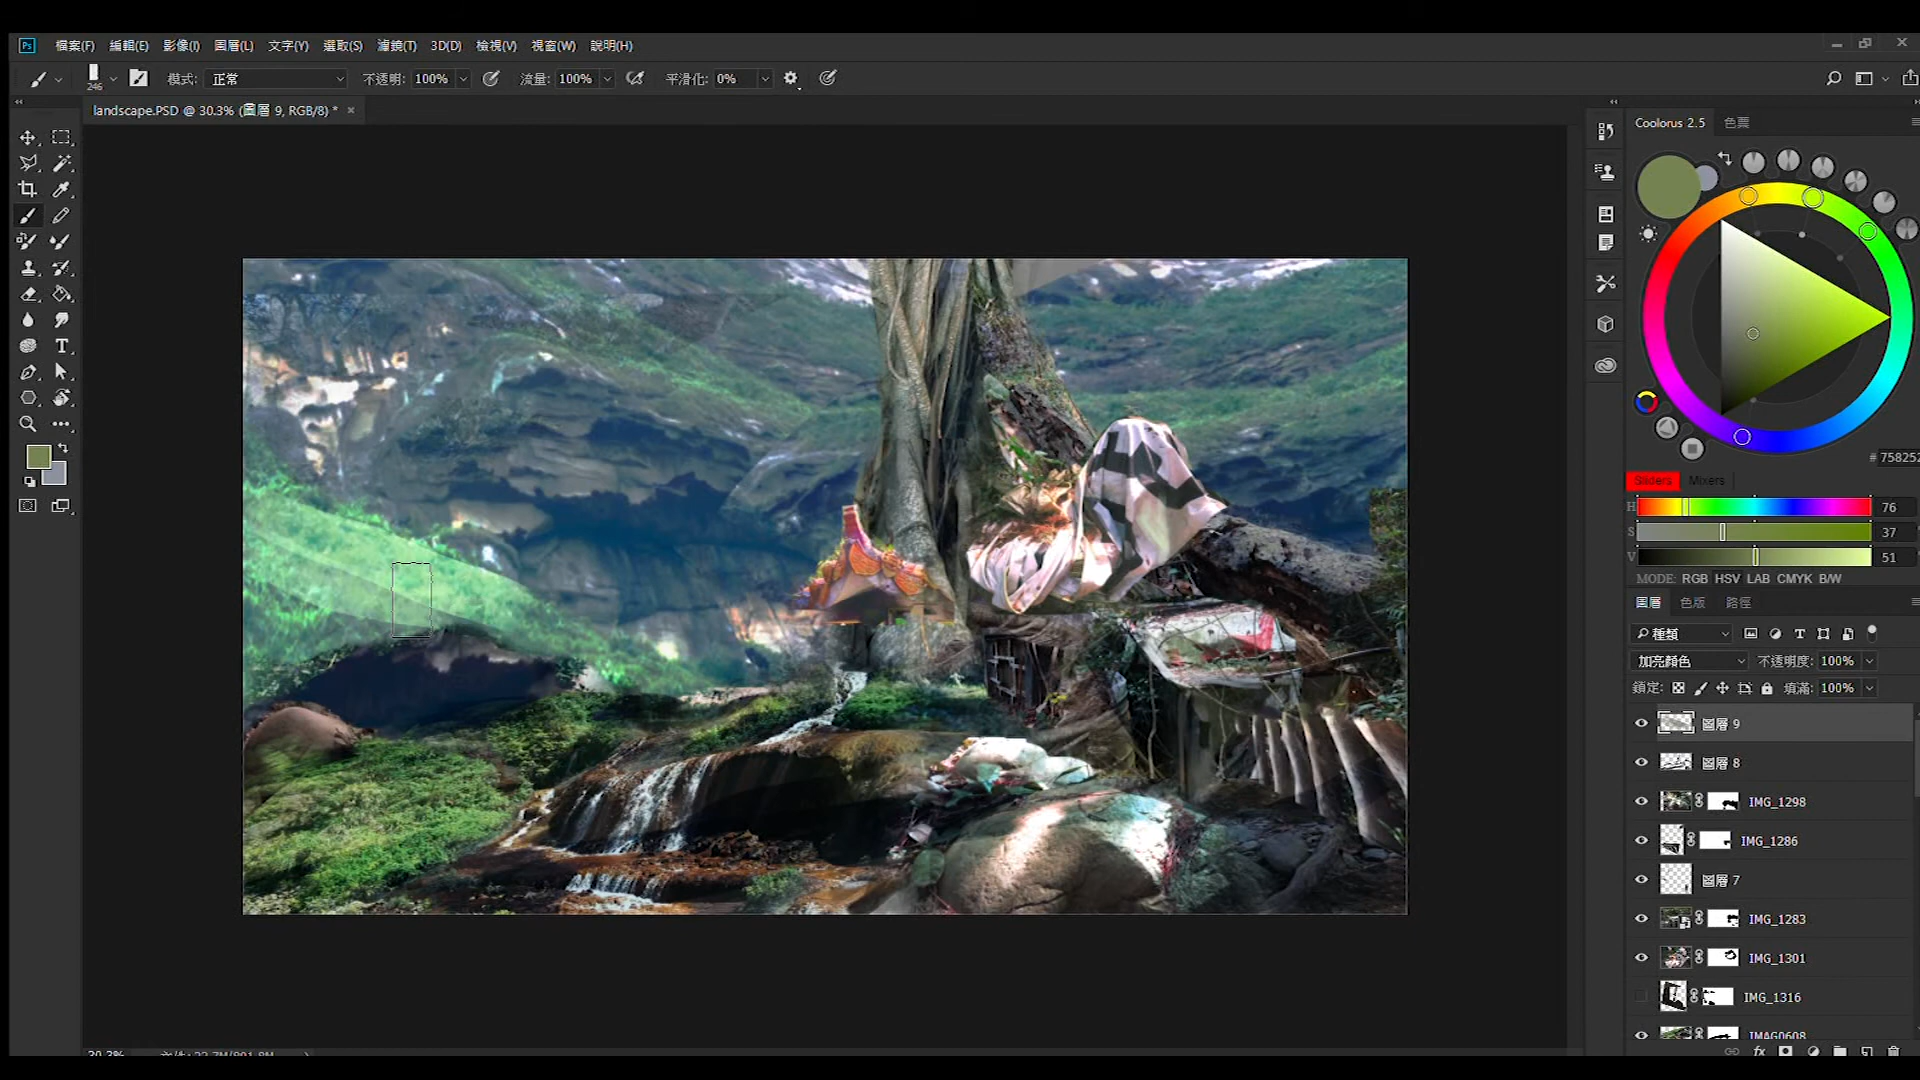 Ps 檔案(F) 編輯(E) 影像(I) 圖層(L) 文字(Y) 選取(S) 濾鏡(T) 3D(D) 檢視(V) 視窗(W) 說明(H)
246 模式: 正常 不透明: 100% 流量: 100% 平滑化: 0%
landscape.PSD @ 30.3% (圖層 9, RGB/8) * ×
Coolorus 2.5 色票
# 758252
Sliders Mixers
H 76
S 37
V 51
MODE: RGB HSV LAB CMYK B/W
圖層 色版 路徑
種類
加亮顏色 不透明度: 100%
鎖定: 填滿: 100%
圖層 9
圖層 8
IMG_1298
IMG_1286
圖層 7
IMG_1283
IMG_1301
IMG_1316
IMAG0608
fx
30.3%